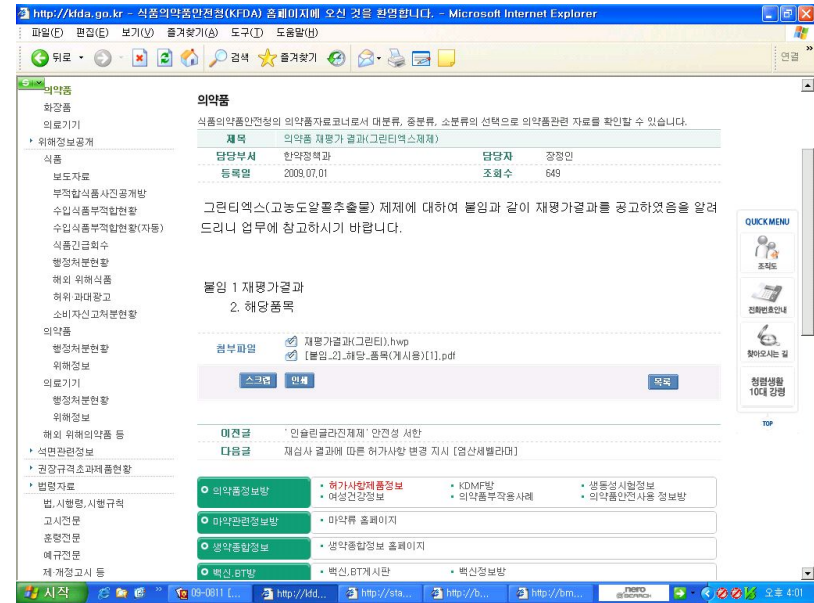 http://kfda.go.kr - 식품의약품안전청(KFDA) 홈페이지에 오신 것을 환영합니다. - Microsoft Internet Explorer
파일(F) 편집(E) 보기(V) 즐겨찾기(A) 도구(T) 도움말(H)
뒤로 검색 즐겨찾기 연결 »
의약품
화장품
의료기기
위해정보공개
식품
보도자료
부적합식품사진공개방
수입식품부적합현황
수입식품부적합현황(자동)
식품긴급회수
행정처분현황
해외 위해식품
허위·과대광고
소비자신고처분현황
의약품
행정처분현황
위해정보
의료기기
행정처분현황
위해정보
해외 위해의약품 등
석면관련정보
권장규격초과제품현황
법령자료
법,시행령,시행규칙
고시전문
훈령전문
예규전문
제·개정고시 등
의약품
식품의약품안전청의 의약품자료코너로서 대분류, 중분류, 소분류의 선택으로 의약품관련 자료를 확인할 수 있습니다.
제목 의약품 재평가 결과(그린티엑스제제)
담당부서 한약정책과 담당자 장정인
등록일 2009.07.01 조회수 649
그린티엑스(고농도알콜추출물) 제제에 대하여 붙임과 같이 재평가결과를 공고하였음을 알려
드리니 업무에 참고하시기 바랍니다.
붙임 1 재평가결과
2. 해당품목
첨부파일 재평가결과(그린티).hwp
[붙임_2]_해당_품목(게시용)[1].pdf
스크랩 인쇄 목록
이전글 ' 인슐린글라진제제' 안전성 서한
다음글 재심사 결과에 따른 허가사항 변경 지시 [염산세벨라머]
의약품정보방 허가사항제품정보 KDMF방 생동성시험정보
여성건강정보 의약품부작용사례 의약품안전사용 정보방
마약관련정보방 마약류 홈페이지
생약종합정보 생약종합정보 홈페이지
백신.BT방 백신,BT게시판 백신정보방
QUICK MENU
조직도
전화번호안내
찾아오시는 길
청렴생활
10대 강령
TOP
시작 » 09-0811 [... http://kfd... http://sta... http://b... http://bm... nero SEARCH 오후 4:01